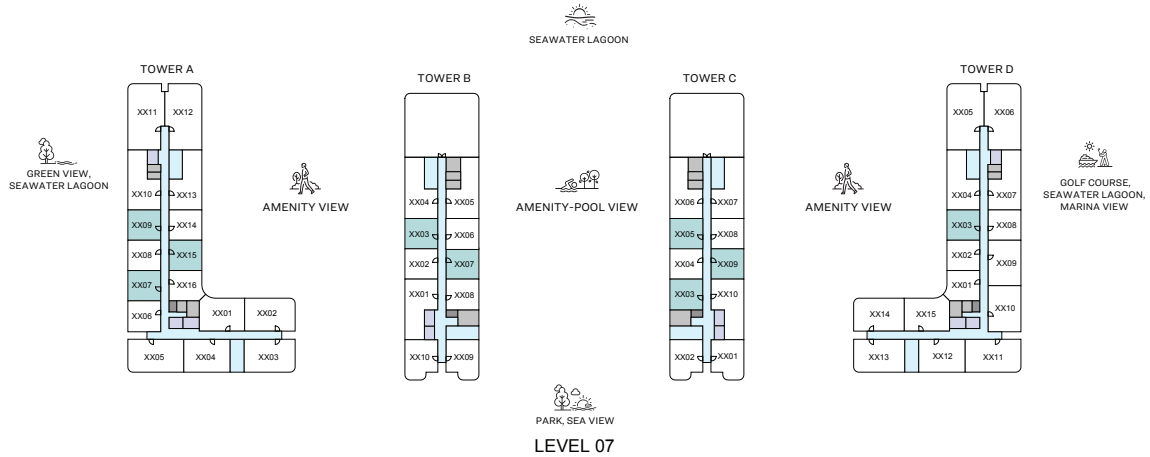 SEAWATER LAGOON
TOWER A
TOWER B
TOWER C
TOWER D
GREEN VIEW,
SEAWATER LAGOON
AMENITY VIEW
AMENITY-POOL VIEW
AMENITY VIEW
GOLF COURSE,
SEAWATER LAGOON,
MARINA VIEW
XX11 XX12
XX10 XX13
XX09 XX14
XX08 XX15
XX07 XX16
XX06 XX01 XX02
XX05 XX04 XX03
XX04 XX05
XX03 XX06
XX02 XX07
XX01 XX08
XX10 XX09
XX06 XX07
XX05 XX08
XX04 XX09
XX03 XX10
XX02 XX01
XX05 XX06
XX04 XX07
XX03 XX08
XX02 XX09
XX01 XX10
XX14 XX15
XX13 XX12 XX11
PARK, SEA VIEW
LEVEL 07